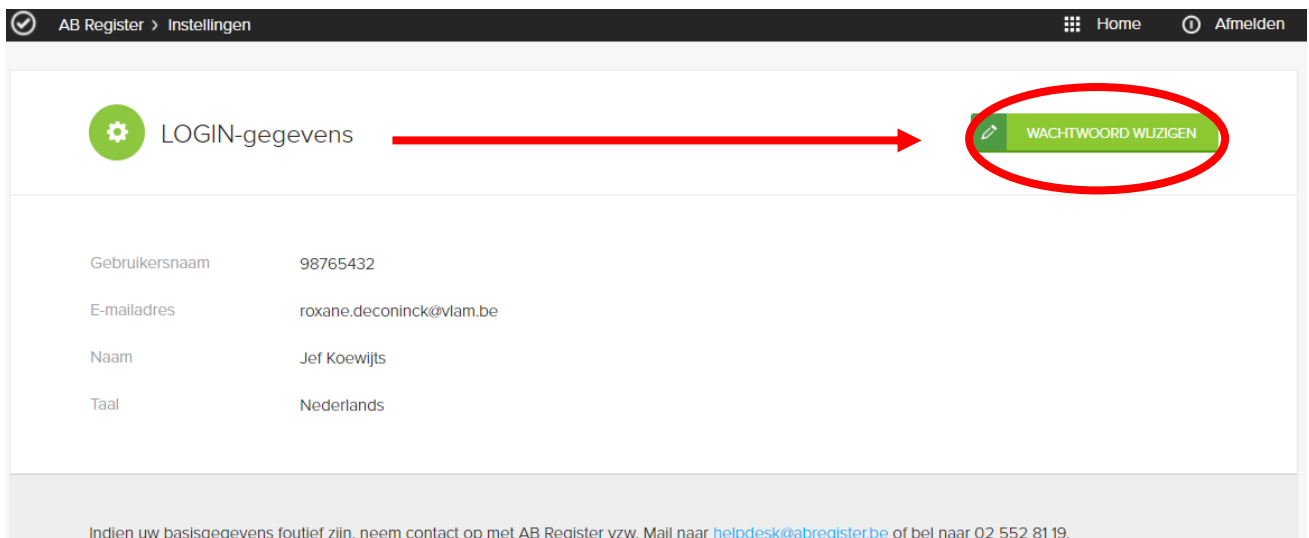 AB Register > Instellingen Home Afmelden
LOGIN-gegevens WACHTWOORD WIJZIGEN
Gebruikersnaam 98765432
E-mailadres roxane.deconinck@vlam.be
Naam Jef Koewijts
Taal Nederlands
Indien uw basisgegevens foutief zijn, neem contact op met AB Register vzw. Mail naar helpdesk@abregister.be of bel naar 02 552 81 19.